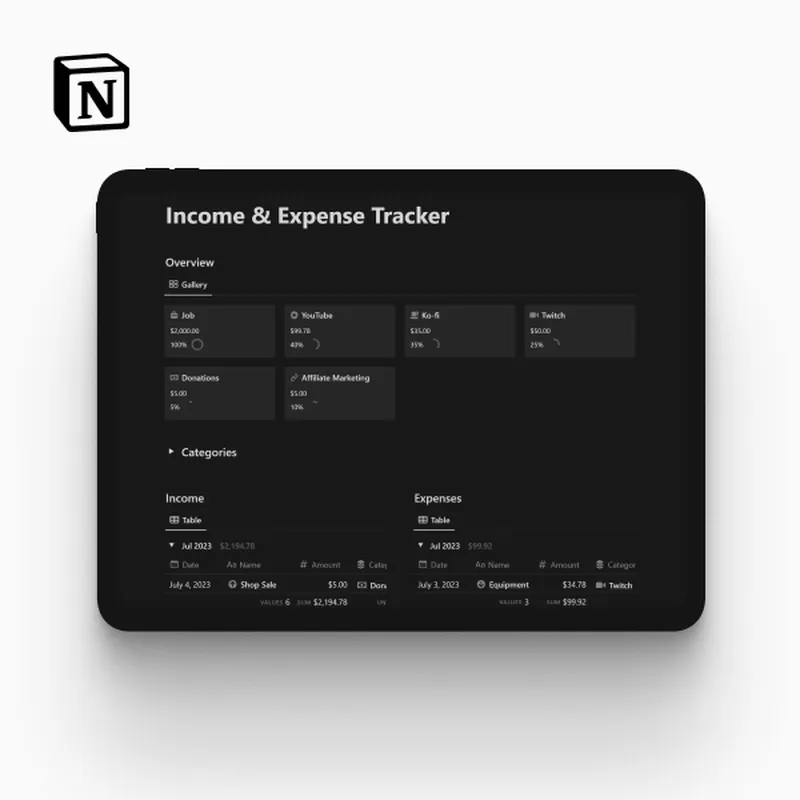 N
Income & Expense Tracker
Overview
Gallery
Job
$2,000.00
100%
YouTube
$99.78
40%
Ko-fi
$35.00
35%
Twitch
$50.00
25%
Donations
$5.00
5%
Affiliate Marketing
$5.00
10%
Categories
Income
Table
Jul 2023 $2,194.78
Date Aa Name # Amount Categ
July 4, 2023 Shop Sale $5.00 Don
VALUES 6 SUM $2,194.78 UN
Expenses
Table
Jul 2023 $99.92
Date Aa Name # Amount Categor
July 3, 2023 Equipment $34.78 Twitch
VALUES 3 SUM $99.92